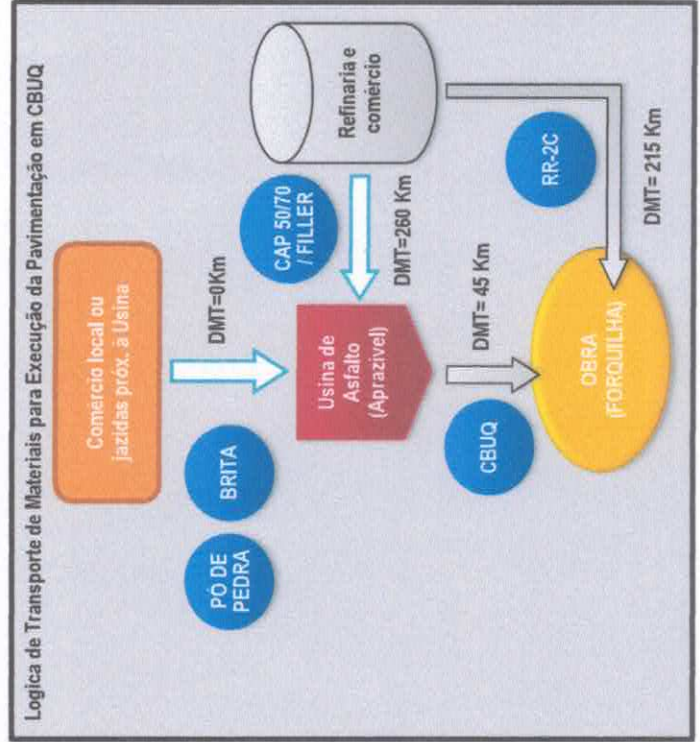 Logica de Transporte de Materiais para Execução da Pavimentação em CBUQ
Comércio local ou
jazidas próx. à Usina
PÓ DE
PEDRA
BRITA
DMT=0Km
CAP 50/70
/ FILLER
Refinaria e
comércio
Usina de
Asfalto
(Aprazível)
DMT=260 Km
RR-2C
CBUQ
DMT= 45 Km
OBRA
(FORQUILHA)
DMT= 215 Km